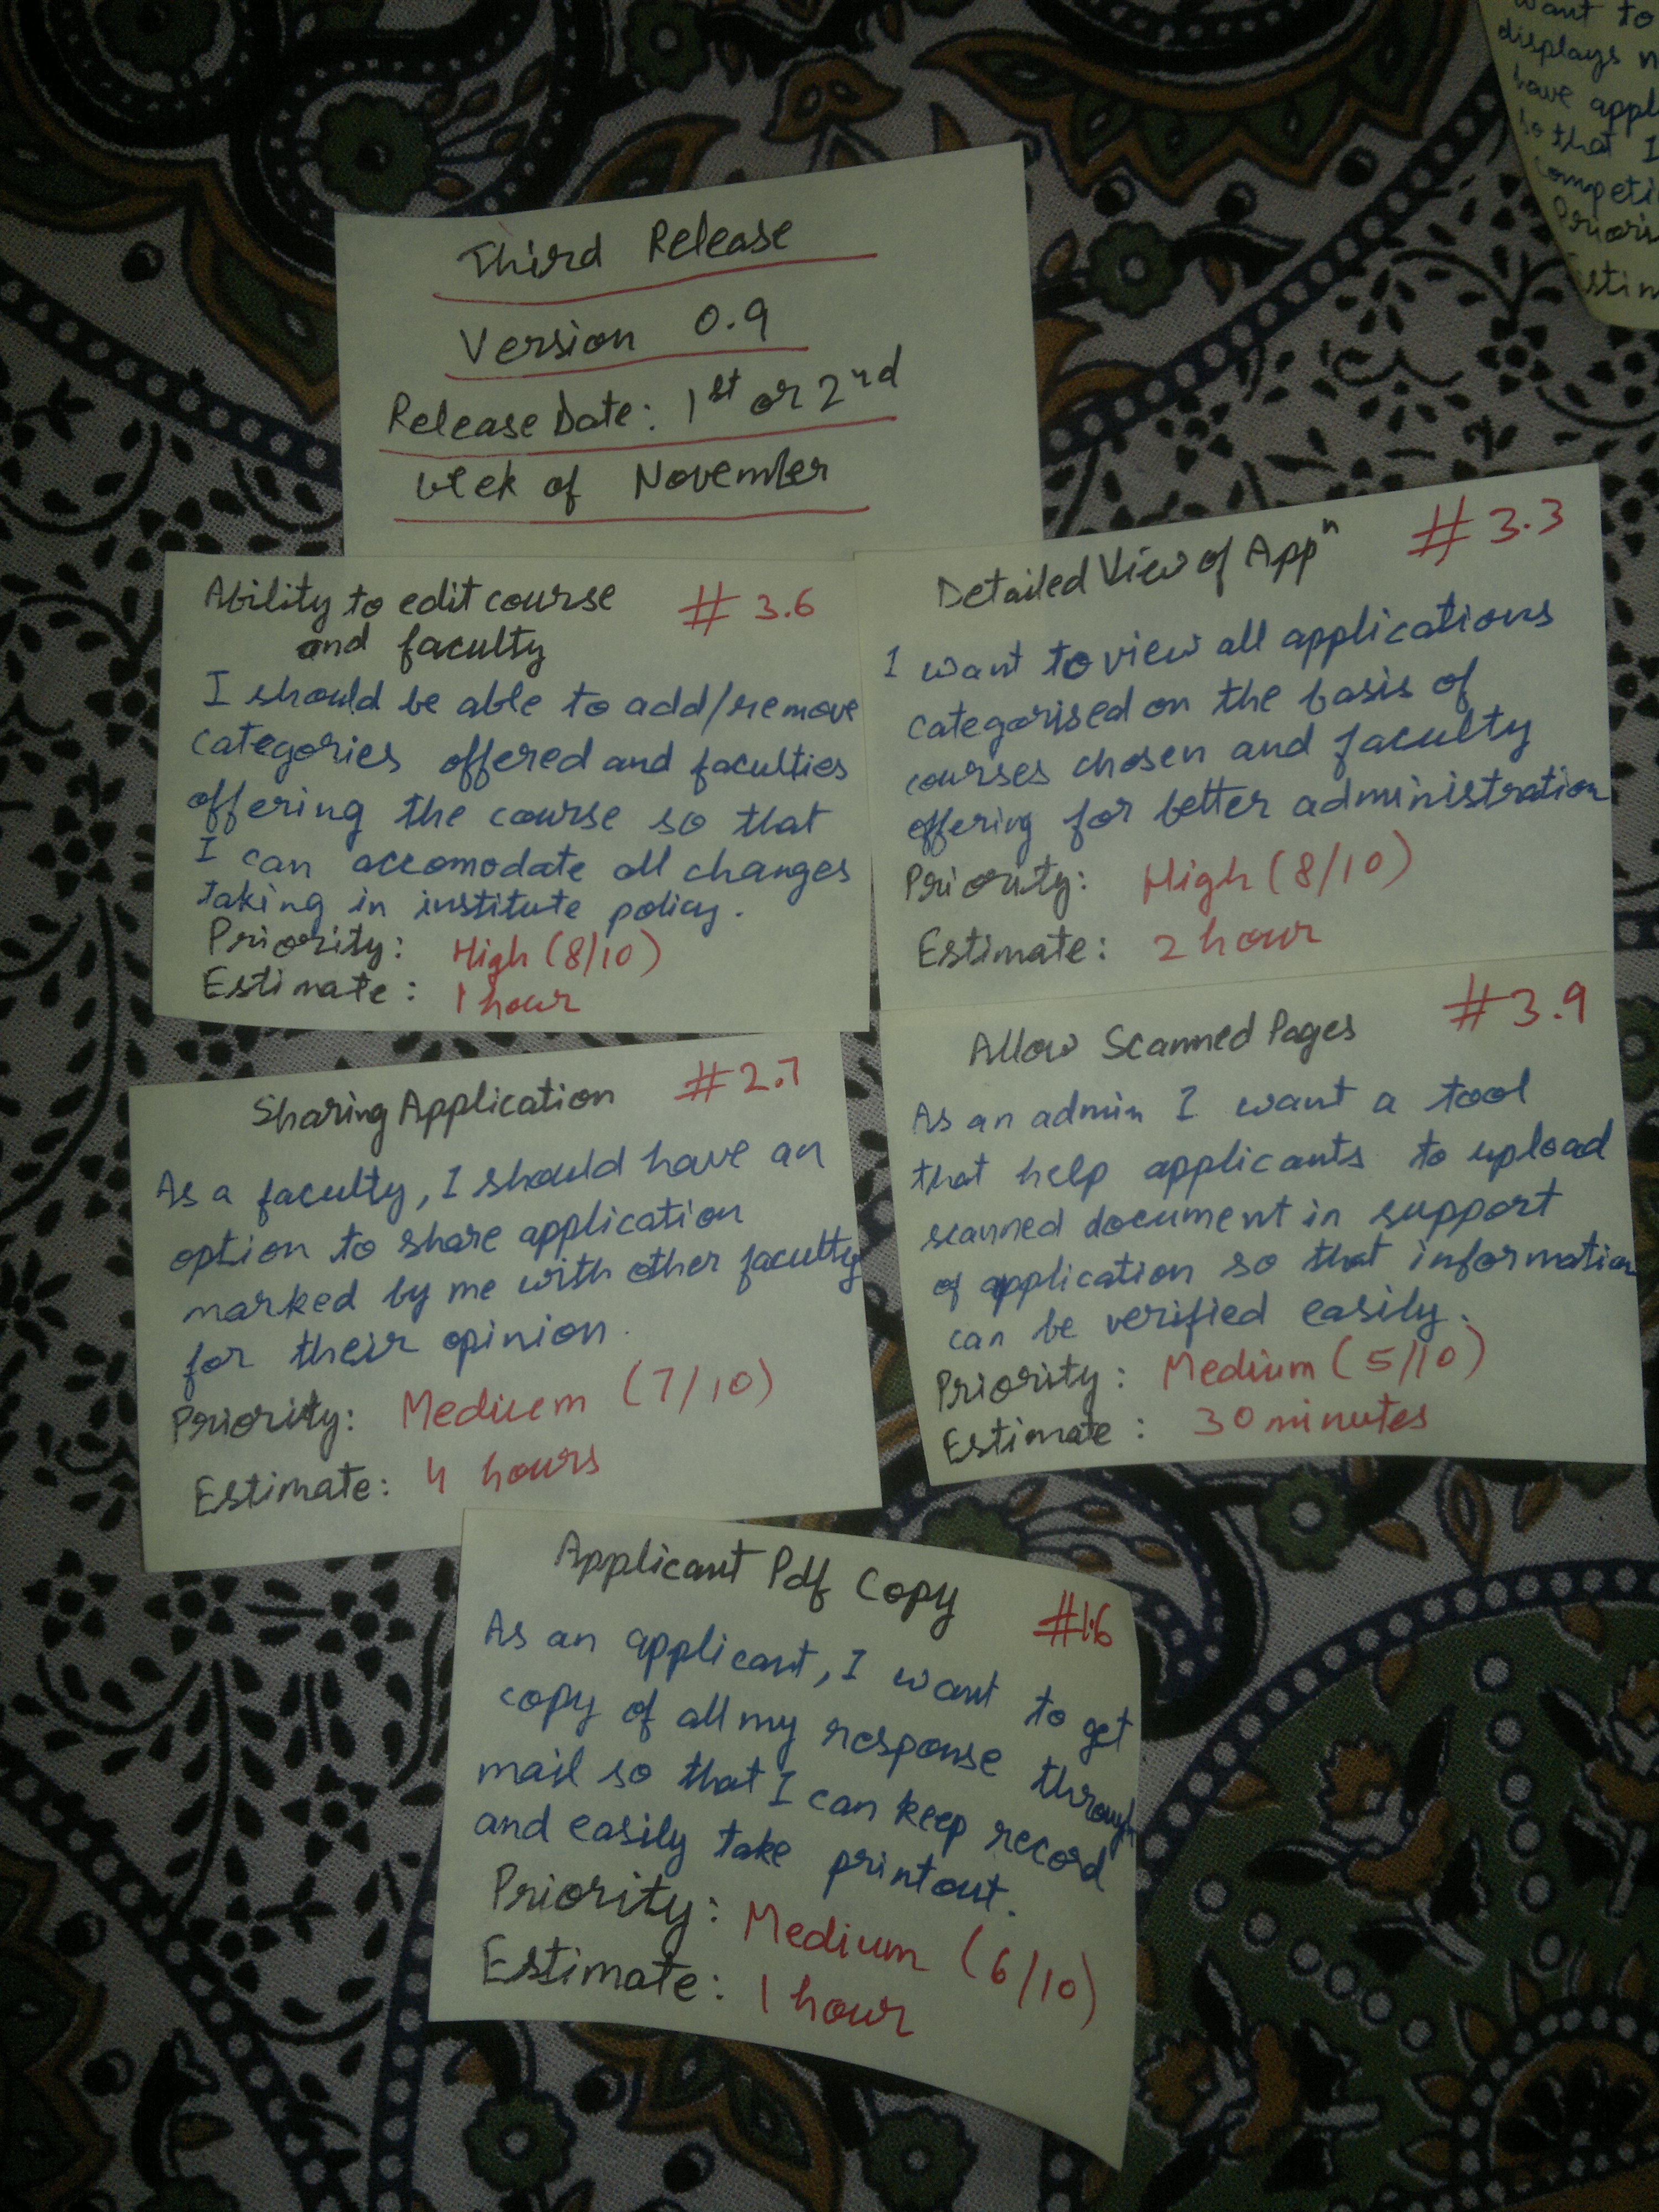 Third Release
Version 0.9
Release Date: 1st or 2nd
week of November
Ability to edit course
and faculty
#3.6
I should be able to add/remove
categories offered and faculties
offering the course so that
I can accomodate all changes
taking in institute policy.
Priority: High (8/10)
Estimate: 1 hour
Detailed View of Appn
#3.3
I want to view all applications
categorised on the basis of
courses chosen and faculty
offering for better administration
Priority: High (8/10)
Estimate: 2 hour
Sharing Application
#2.7
As a faculty, I should have an
option to share application
marked by me with other faculty
for their opinion.
Priority: Medium (7/10)
Estimate: 4 hours
Allow Scanned Pages
#3.9
As an admin I want a tool
that help applicants to upload
scanned document in support
of application so that information
can be verified easily.
Priority: Medium (5/10)
Estimate: 30 minutes
Applicant Pdf Copy
#1.6
As an applicant, I want to get
copy of all my response through
mail so that I can keep record
and easily take printout.
Priority: Medium (6/10)
Estimate: 1 hour
want to
displays
have appl
so that I
competi
Priori
Estim